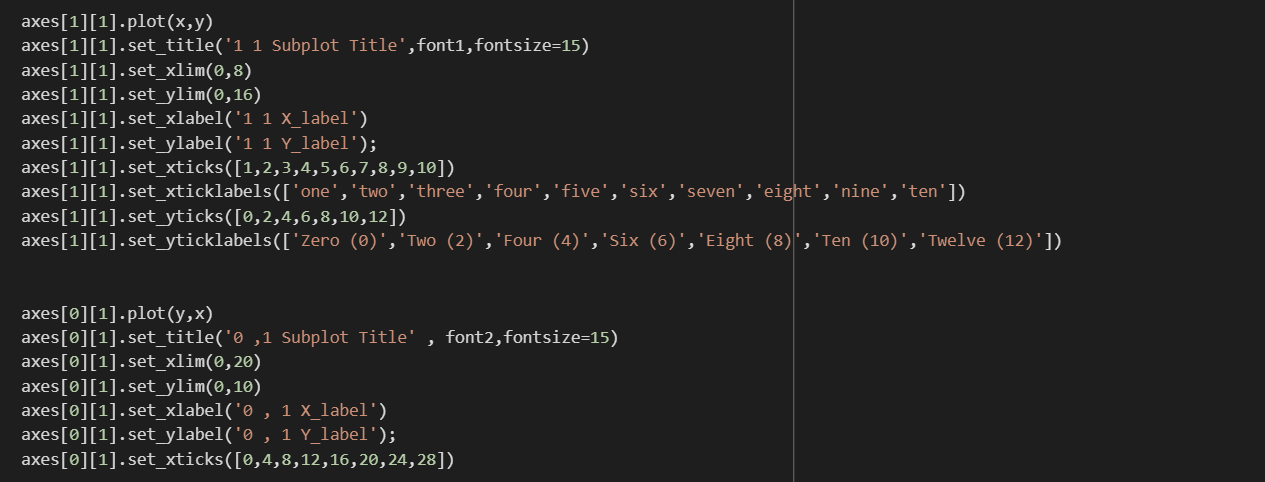 axes[1][1].plot(x,y)
axes[1][1].set_title('1 1 Subplot Title',font1,fontsize=15)
axes[1][1].set_xlim(0,8)
axes[1][1].set_ylim(0,16)
axes[1][1].set_xlabel('1 1 X_label')
axes[1][1].set_ylabel('1 1 Y_label');
axes[1][1].set_xticks([1,2,3,4,5,6,7,8,9,10])
axes[1][1].set_xticklabels(['one','two','three','four','five','six','seven','eight','nine','ten'])
axes[1][1].set_yticks([0,2,4,6,8,10,12])
axes[1][1].set_yticklabels(['Zero (0)','Two (2)','Four (4)','Six (6)','Eight (8)','Ten (10)','Twelve (12)'])
axes[0][1].plot(y,x)
axes[0][1].set_title('0 ,1 Subplot Title' , font2,fontsize=15)
axes[0][1].set_xlim(0,20)
axes[0][1].set_ylim(0,10)
axes[0][1].set_xlabel('0 , 1 X_label')
axes[0][1].set_ylabel('0 , 1 Y_label');
axes[0][1].set_xticks([0,4,8,12,16,20,24,28])